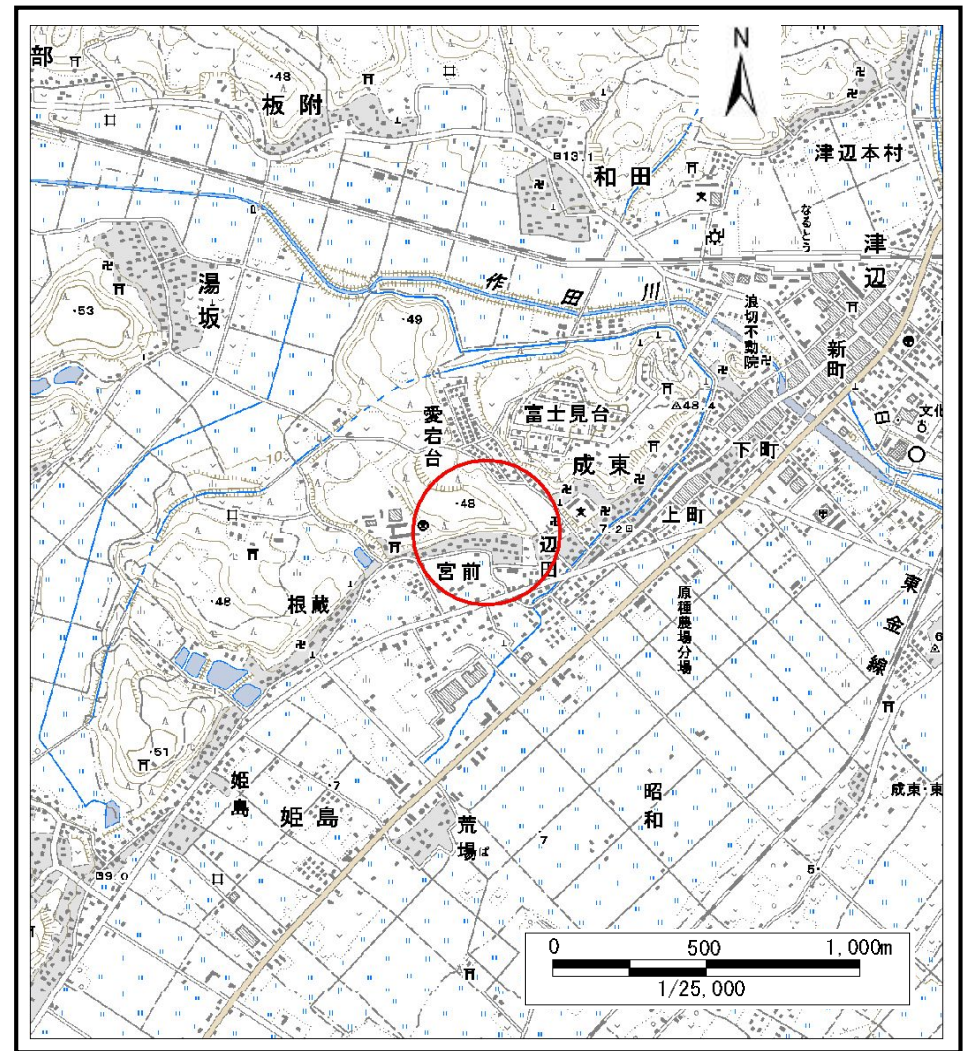 部
・48
板附
N
13.1
和田
津辺本村
なるとう
津辺
湯坂
作田川
・53
・49
浪切不動院
新町
愛宕台
富士見台
48.4
文化
成東
下町
10
・48
上町
7.2
辺田
宮前
・48
根蔵
原種農場分場
東金線
6
・51
姫島
姫島
・7
昭和
成東・東
荒場
ば
・7
5・
9.0
0 500 1,000m
1/25,000